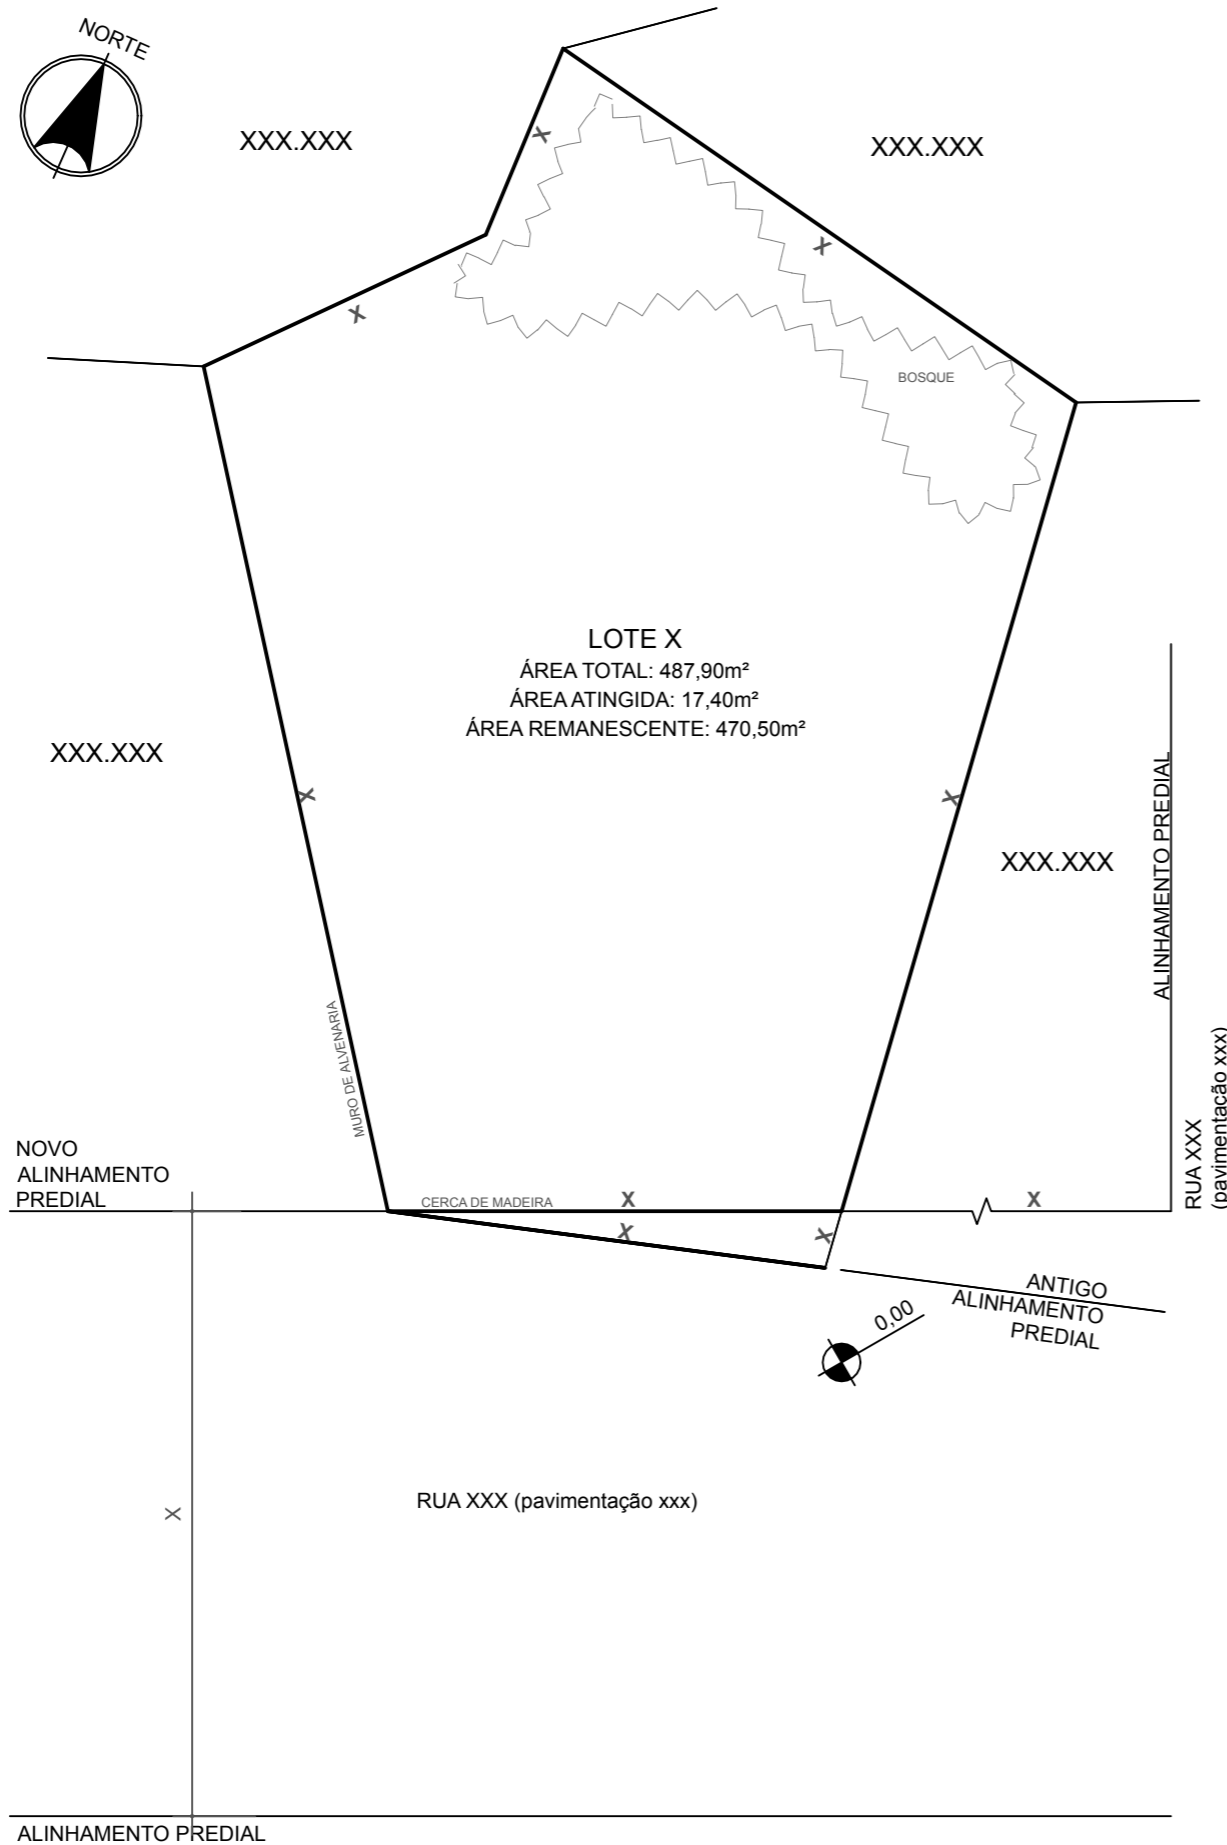 NORTE
XXX.XXX
XXX.XXX
X
X
X
BOSQUE
LOTE X
ÁREA TOTAL: 487,90m²
ÁREA ATINGIDA: 17,40m²
ÁREA REMANESCENTE: 470,50m²
XXX.XXX
X
X
XXX.XXX
ALINHAMENTO PREDIAL
MURO DE ALVENARIA
RUA XXX
(pavimentação xxx)
NOVO
ALINHAMENTO
PREDIAL
CERCA DE MADEIRA
X
X
X
X
ANTIGO
ALINHAMENTO
PREDIAL
0,00
RUA XXX (pavimentação xxx)
X
ALINHAMENTO PREDIAL